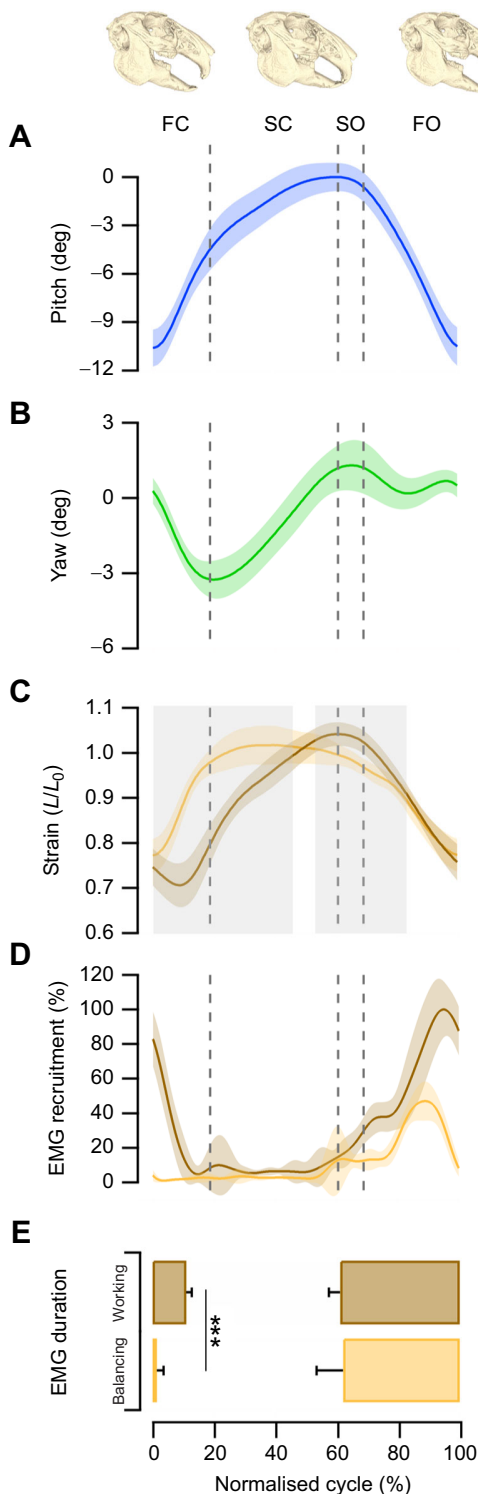 FC SC SO FO
A
0
−3
−6
−9
−12
Pitch (deg)
B
3
0
−3
−6
Yaw (deg)
C
1.1
1.0
0.9
0.8
0.7
0.6
Strain (L/L0)
D
120
100
80
60
40
20
0
EMG recruitment (%)
E
EMG duration
Working
Balancing
***
0 20 40 60 80 100
Normalised cycle (%)